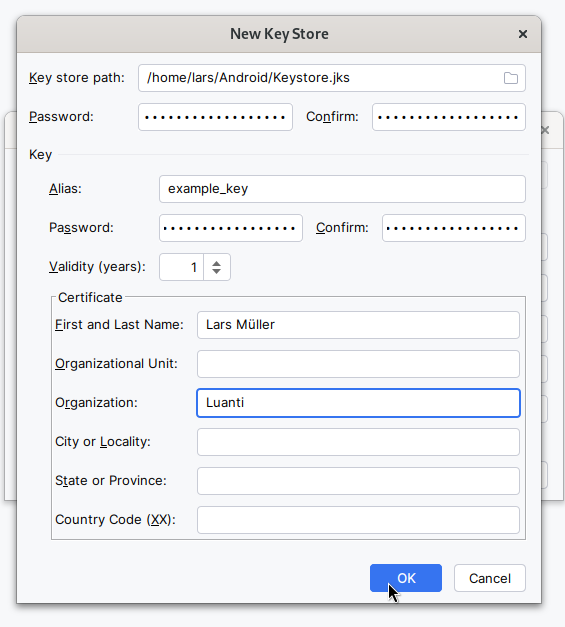 New Key Store
Key store path: /home/lars/Android/Keystore.jks
Password: ••••••••••••••••• Confirm: •••••••••••••••••
Key
Alias: example_key
Password: •••••••••••••••• Confirm: ••••••••••••••••
Validity (years): 1
Certificate
First and Last Name: Lars Müller
Organizational Unit:
Organization: Luanti
City or Locality:
State or Province:
Country Code (XX):
OK Cancel